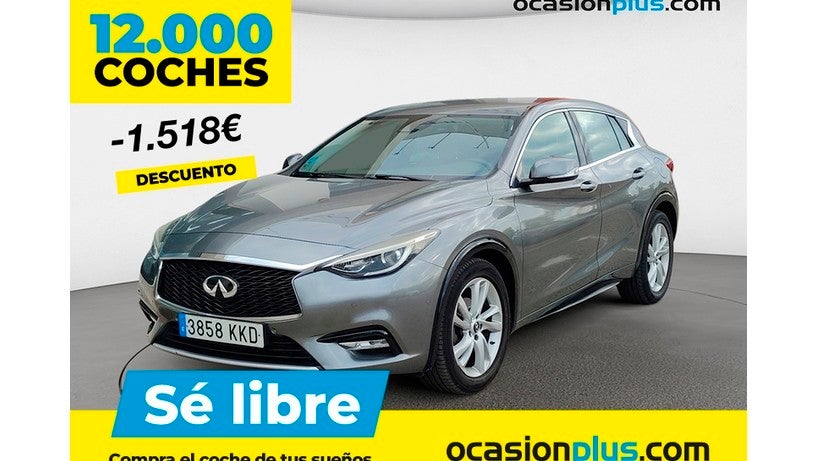 ocasionplus.com
12.000
COCHES
-1.518€
DESCUENTO
3858 KKD
Sé libre
Compra el coche de tus sueños
ocasionplus.com